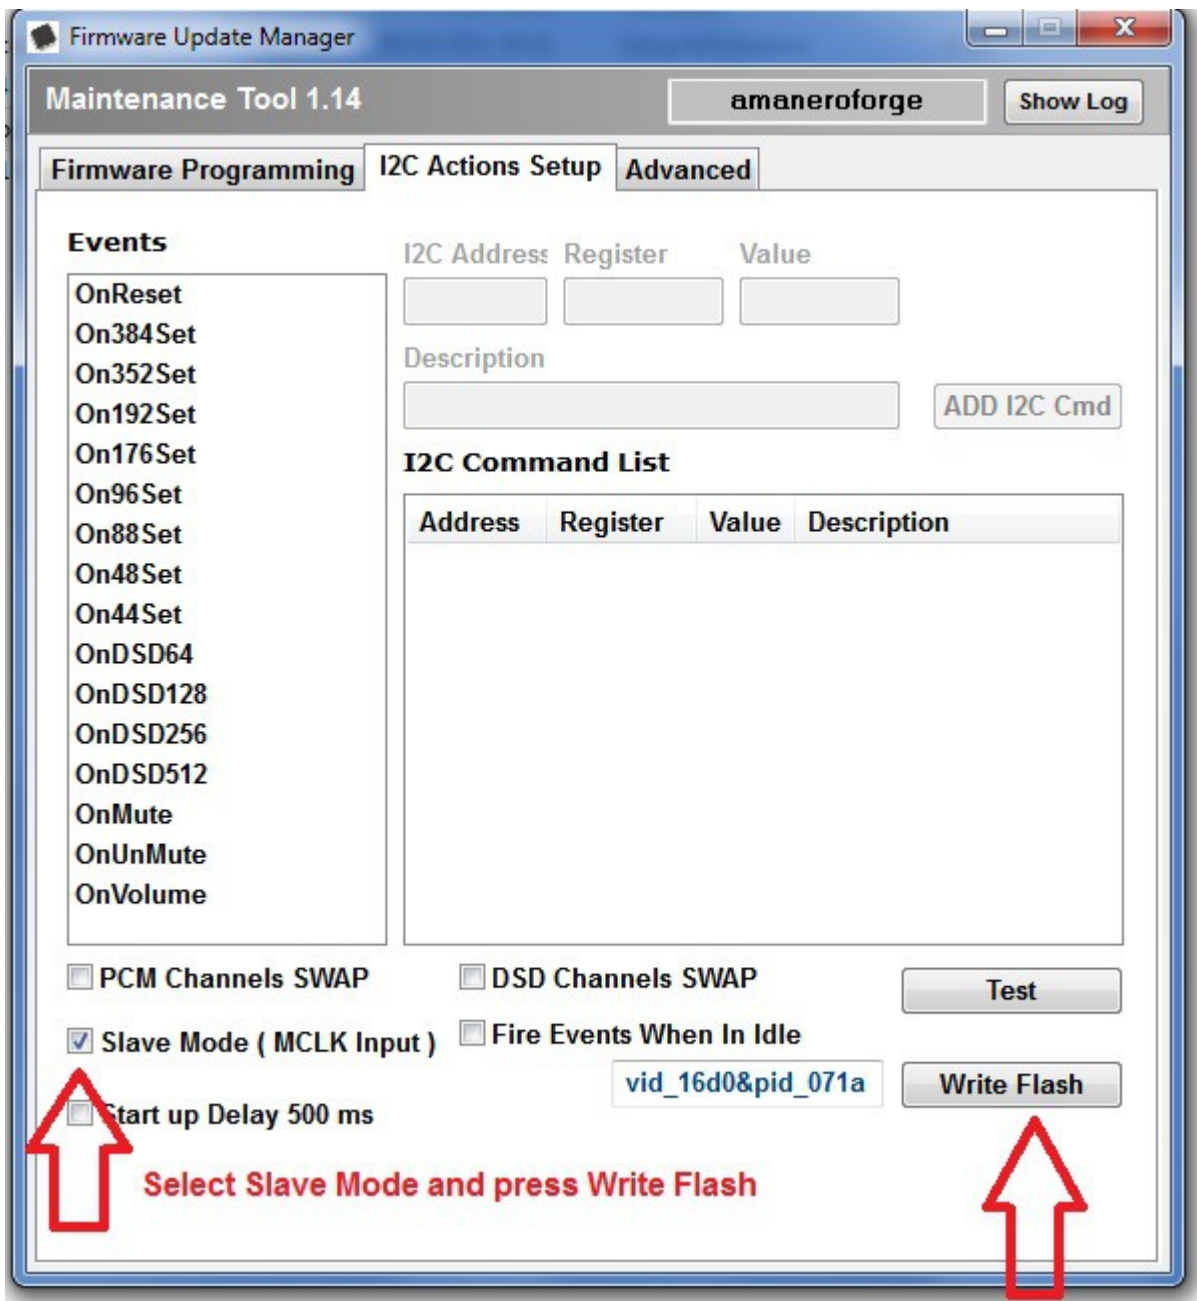 Firmware Update Manager
Maintenance Tool 1.14
amaneroforge
Show Log
Firmware Programming
I2C Actions Setup
Advanced
Events
OnReset
On384Set
On352Set
On192Set
On176Set
On96Set
On88Set
On48Set
On44Set
OnDSD64
OnDSD128
OnDSD256
OnDSD512
OnMute
OnUnMute
OnVolume
I2C Address Register Value
Description
ADD I2C Cmd
I2C Command List
Address Register Value Description
PCM Channels SWAP
DSD Channels SWAP
Test
Slave Mode ( MCLK Input )
Fire Events When In Idle
vid_16d0&pid_071a
Write Flash
Start up Delay 500 ms
Select Slave Mode and press Write Flash